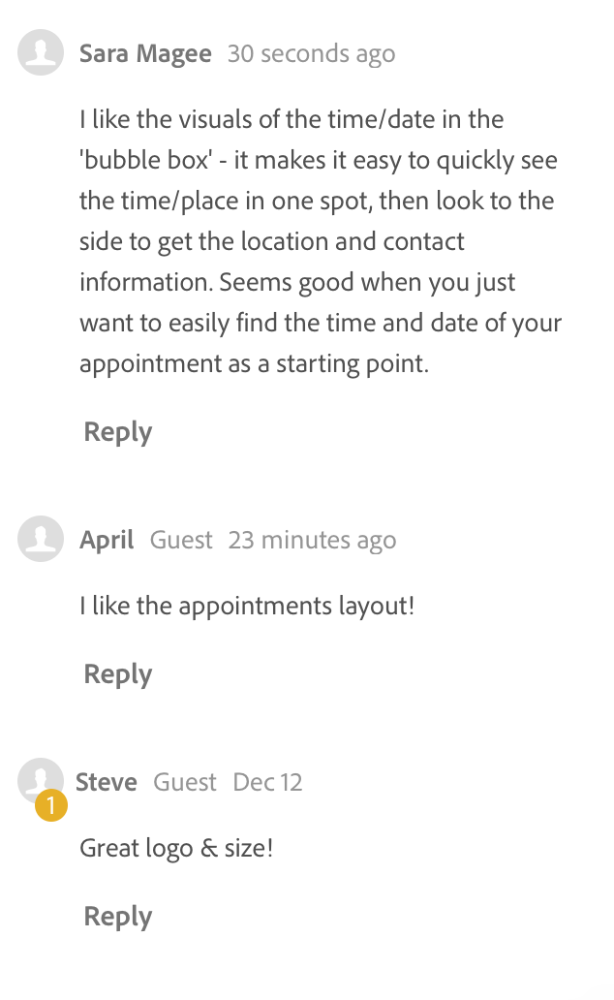 Sara Magee 30 seconds ago
I like the visuals of the time/date in the
'bubble box' - it makes it easy to quickly see
the time/place in one spot, then look to the
side to get the location and contact
information. Seems good when you just
want to easily find the time and date of your
appointment as a starting point.
Reply
April Guest 23 minutes ago
I like the appointments layout!
Reply
Steve Guest Dec 12
1
Great logo & size!
Reply